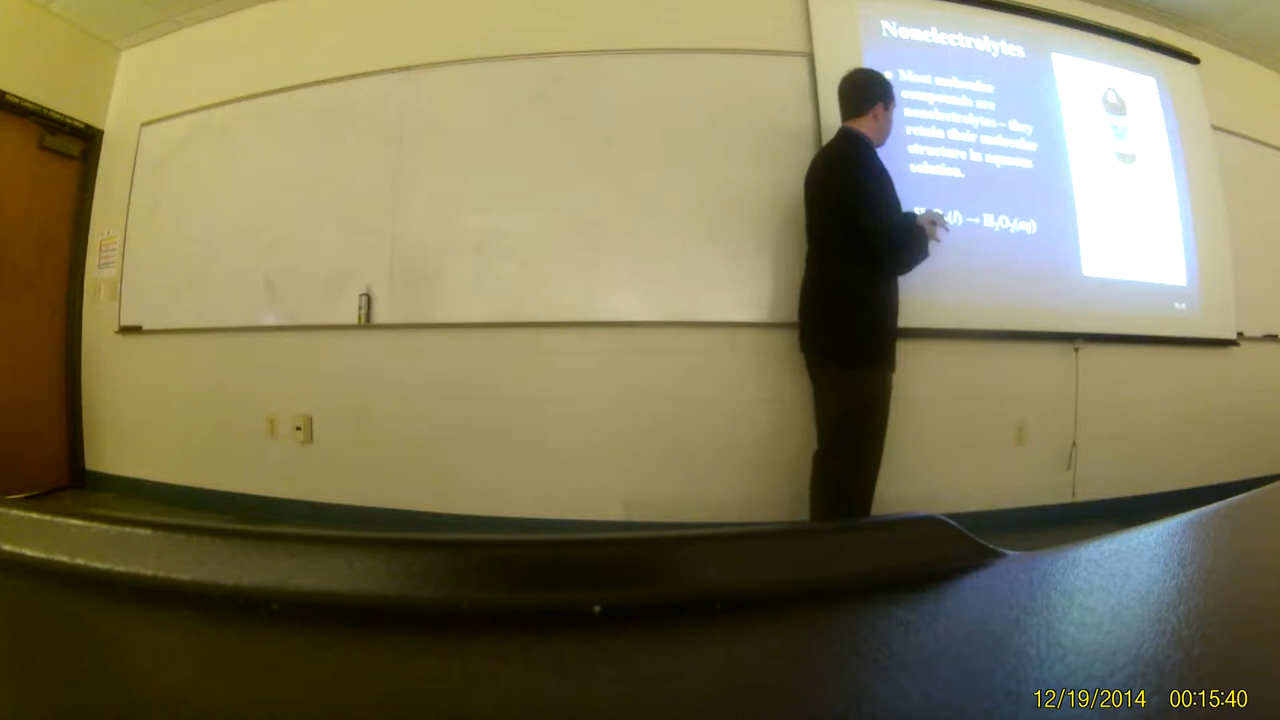 Nonelectrolytes
Most molecular
compounds are
nonelectrolytes – they
retain their molecular
structure in aqueous
solution.
(l) → H₂O₂(aq)
12/19/2014 00:15:40